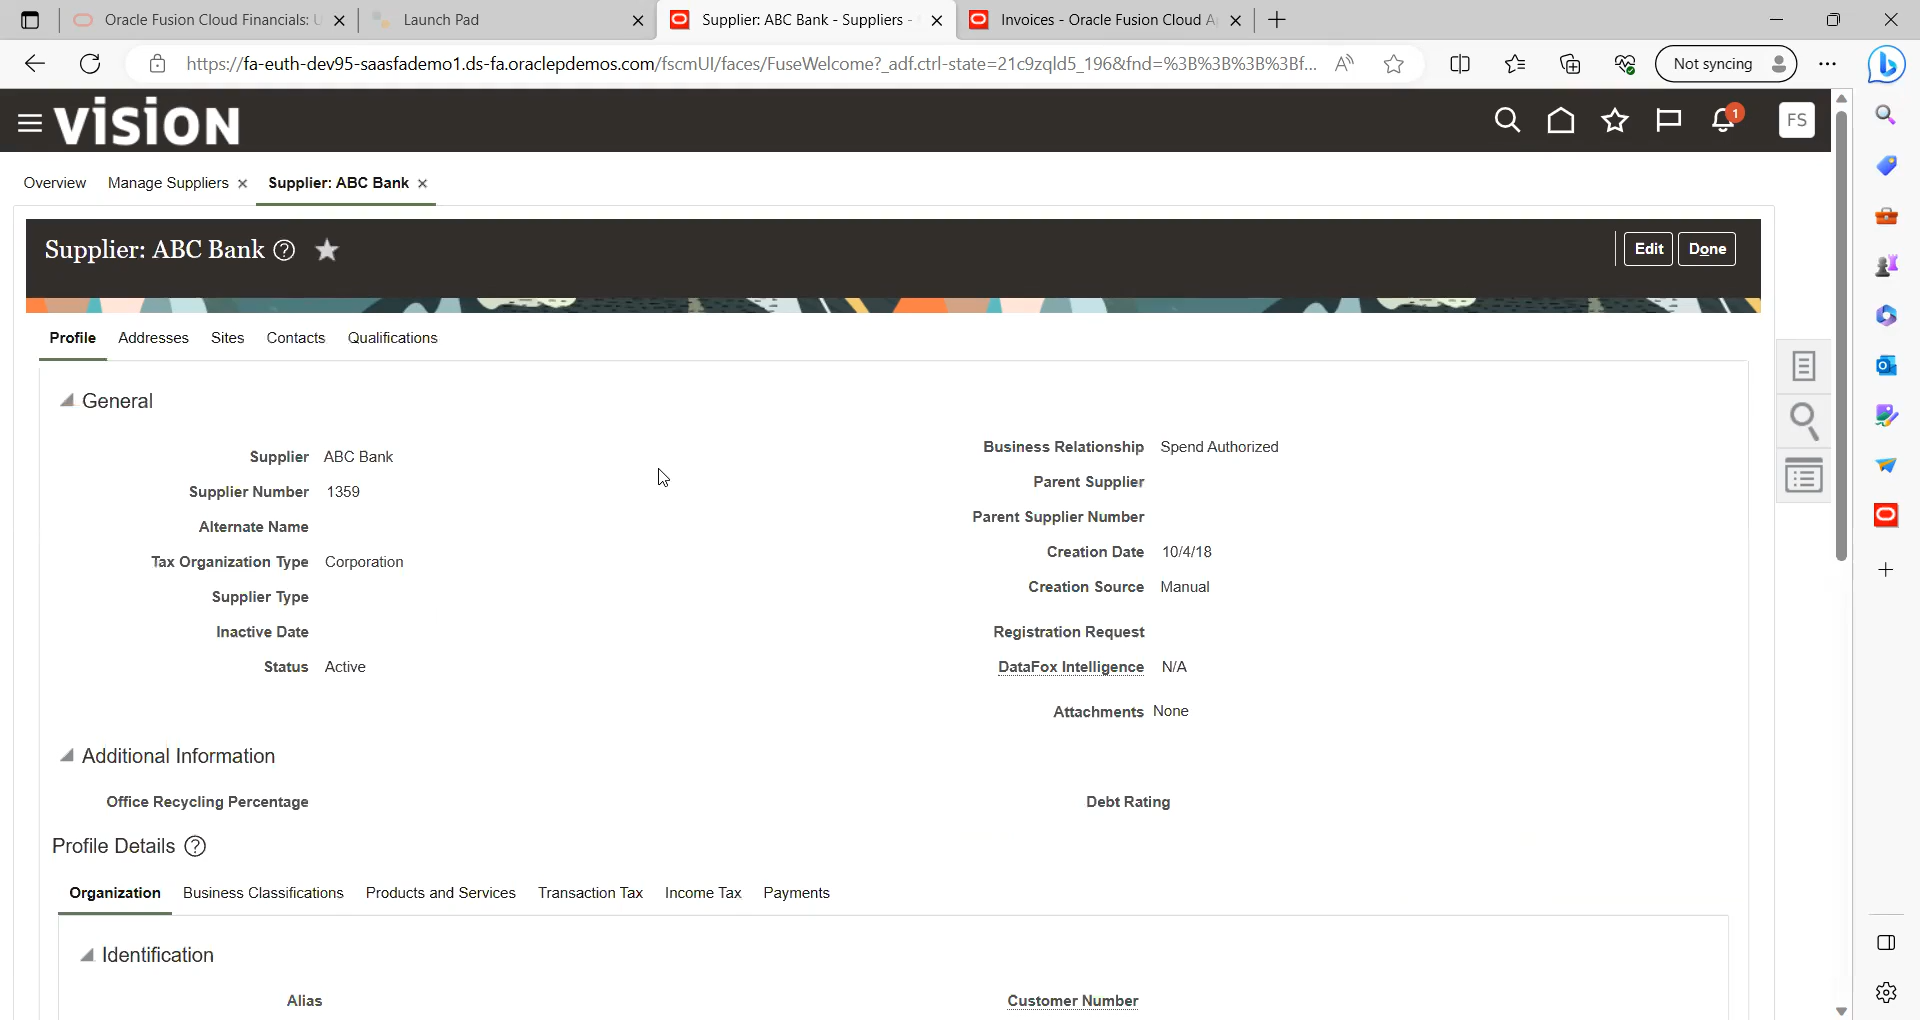 Oracle Fusion Cloud Financials: U
Launch Pad
Supplier: ABC Bank - Suppliers -
Invoices - Oracle Fusion Cloud A
https://fa-euth-dev95-saasfademo1.ds-fa.oraclepdemos.com/fscmUI/faces/FuseWelcome?_adf.ctrl-state=21c9zqld5_196&fnd=%3B%3B%3B%3Bf...
Not syncing
vision
1
FS
Overview Manage Suppliers Supplier: ABC Bank
Supplier: ABC Bank ?
Edit Done
Profile Addresses Sites Contacts Qualifications
General
Supplier ABC Bank
Supplier Number 1359
Alternate Name
Tax Organization Type Corporation
Supplier Type
Inactive Date
Status Active
Business Relationship Spend Authorized
Parent Supplier
Parent Supplier Number
Creation Date 10/4/18
Creation Source Manual
Registration Request
DataFox Intelligence N/A
Attachments None
Additional Information
Office Recycling Percentage
Debt Rating
Profile Details ?
Organization Business Classifications Products and Services Transaction Tax Income Tax Payments
Identification
Alias
Customer Number